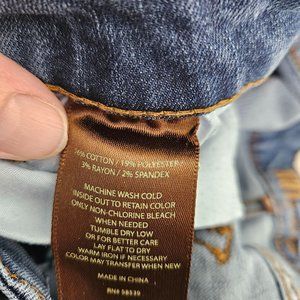 76% COTTON / 19% POLYESTER
3% RAYON / 2% SPANDEX
MACHINE WASH COLD
INSIDE OUT TO RETAIN COLOR
ONLY NON-CHLORINE BLEACH
WHEN NEEDED
TUMBLE DRY LOW
OR FOR BETTER CARE
LAY FLAT TO DRY
WARM IRON IF NECESSARY
COLOR MAY TRANSFER WHEN NEW
MADE IN CHINA
RN# 58539